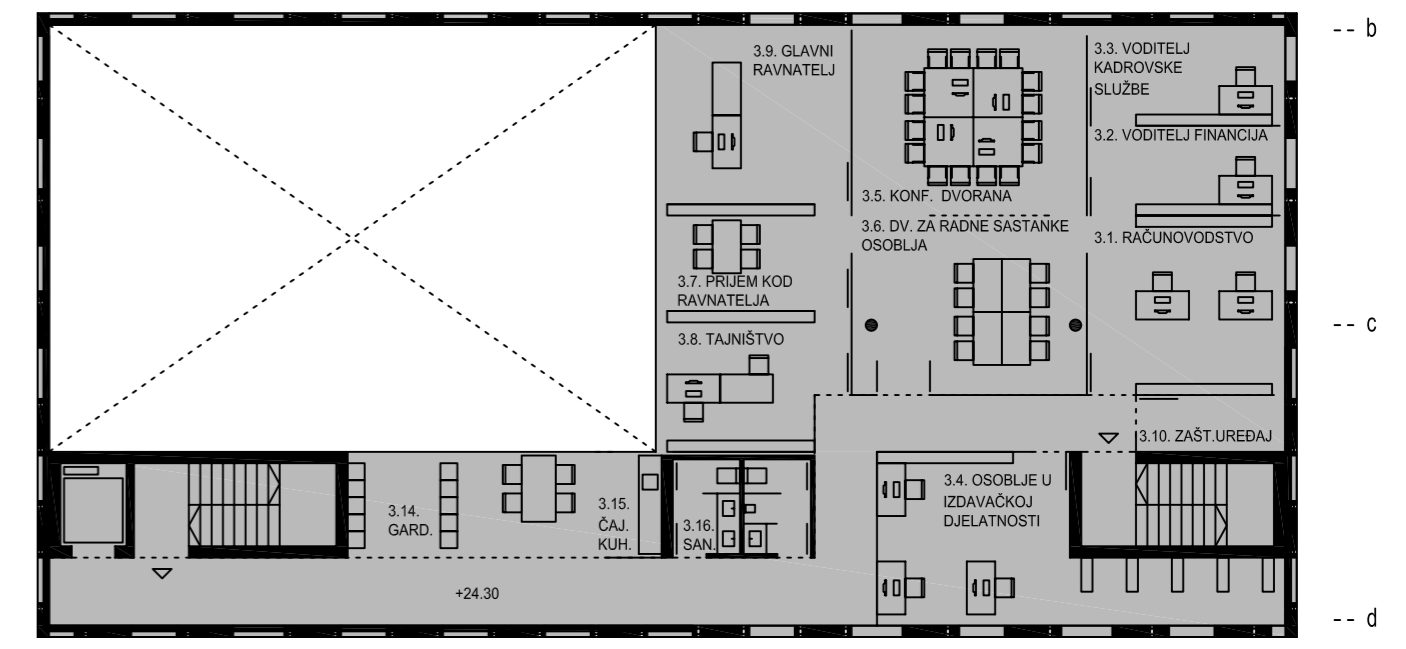 -- b
3.9. GLAVNI
RAVNATELJ
3.3. VODITELJ
KADROVSKE
SLUŽBE
3.2. VODITELJ FINANCIJA
3.5. KONF. DVORANA
3.6. DV. ZA RADNE SASTANKE
OSOBLJA
3.1. RAČUNOVODSTVO
3.7. PRIJEM KOD
RAVNATELJA
3.8. TAJNIŠTVO
-- c
3.10. ZAŠT.UREĐAJ
3.4. OSOBLJE U
IZDAVAČKOJ
DJELATNOSTI
3.14.
GARD.
3.15.
ČAJ.
KUH.
3.16.
SAN.
+24.30
-- d